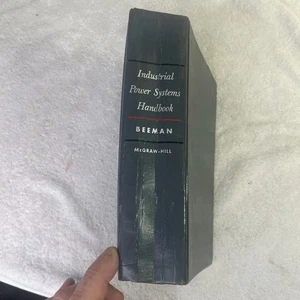 Industrial
Power Systems
Handbook
BEEMAN
McGRAW-HILL